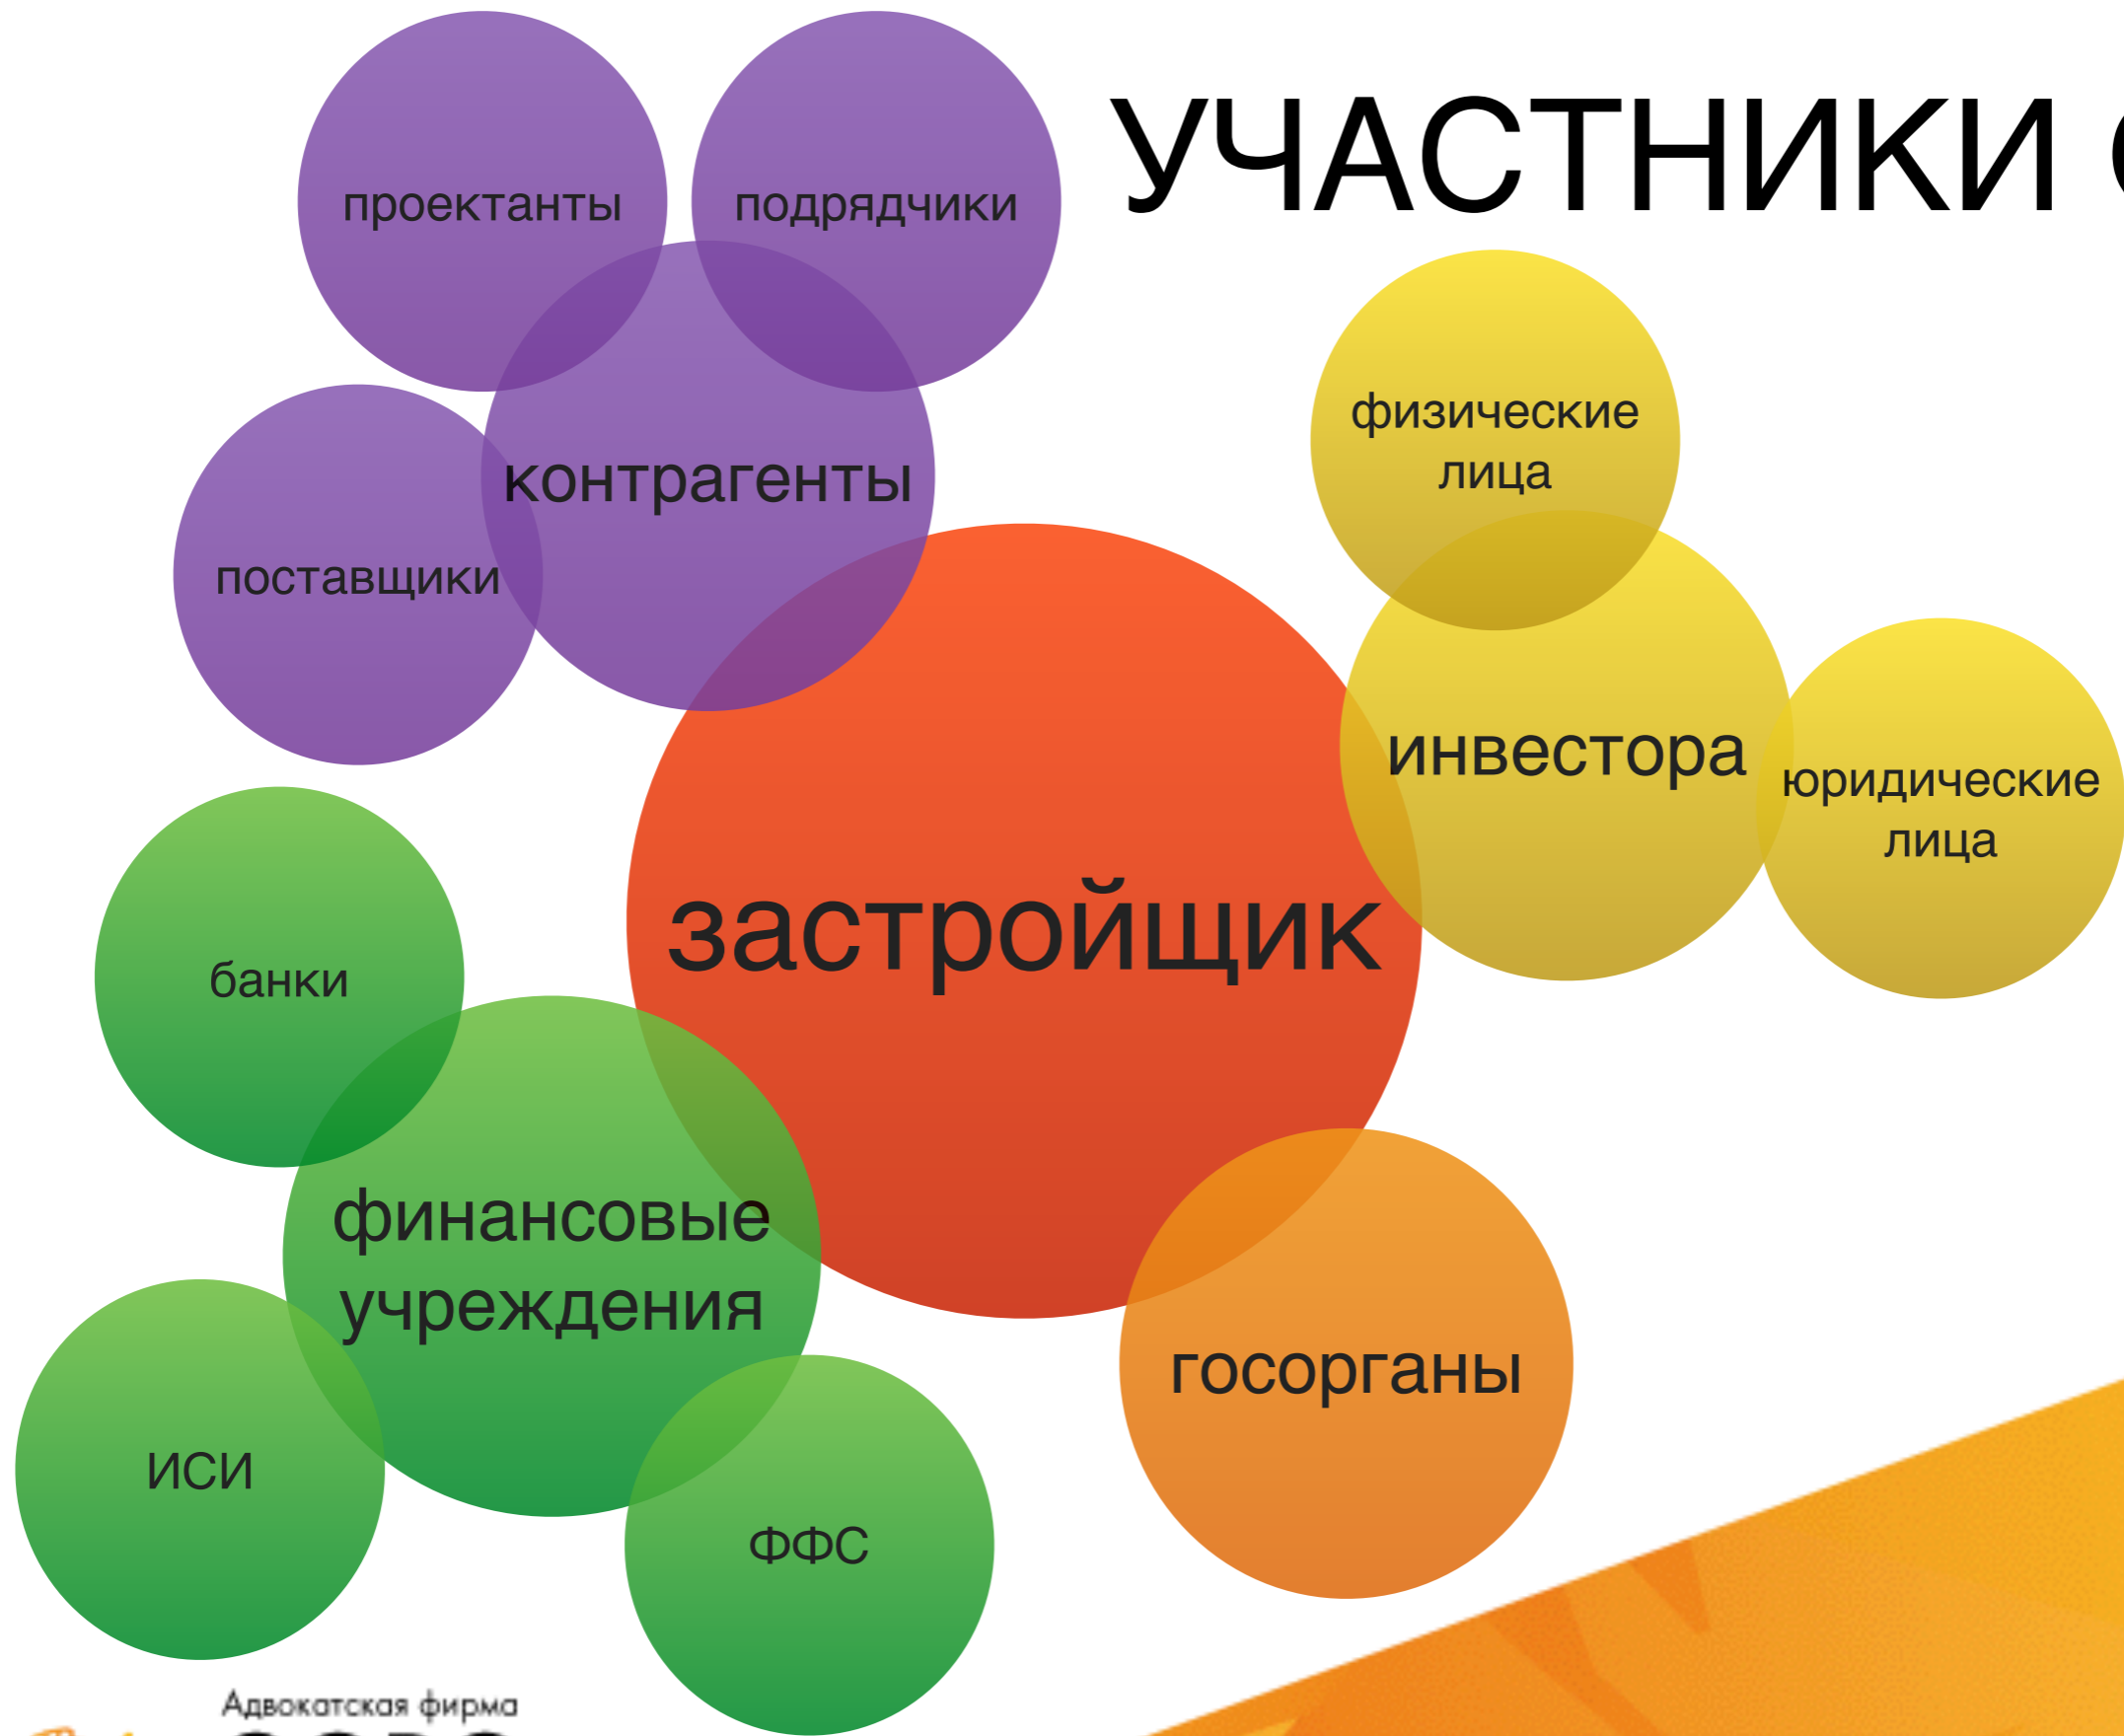 УЧАСТНИКИ
проектанты
подрядчики
контрагенты
поставщики
физические
лица
инвестора
юридические
лица
застройщик
банки
финансовые
учреждения
госорганы
ИСИ
ФФС
Адвокатская фирма